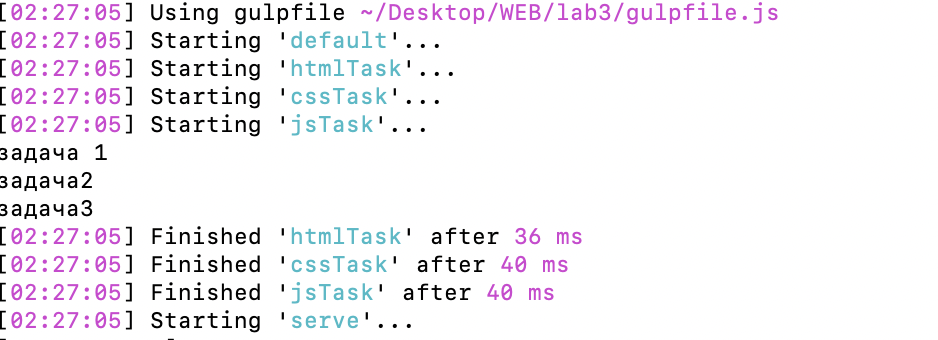 [02:27:05] Using gulpfile ~/Desktop/WEB/lab3/gulpfile.js
[02:27:05] Starting 'default'...
[02:27:05] Starting 'htmlTask'...
[02:27:05] Starting 'cssTask'...
[02:27:05] Starting 'jsTask'...
задача 1
задача2
задача3
[02:27:05] Finished 'htmlTask' after 36 ms
[02:27:05] Finished 'cssTask' after 40 ms
[02:27:05] Finished 'jsTask' after 40 ms
[02:27:05] Starting 'serve'...